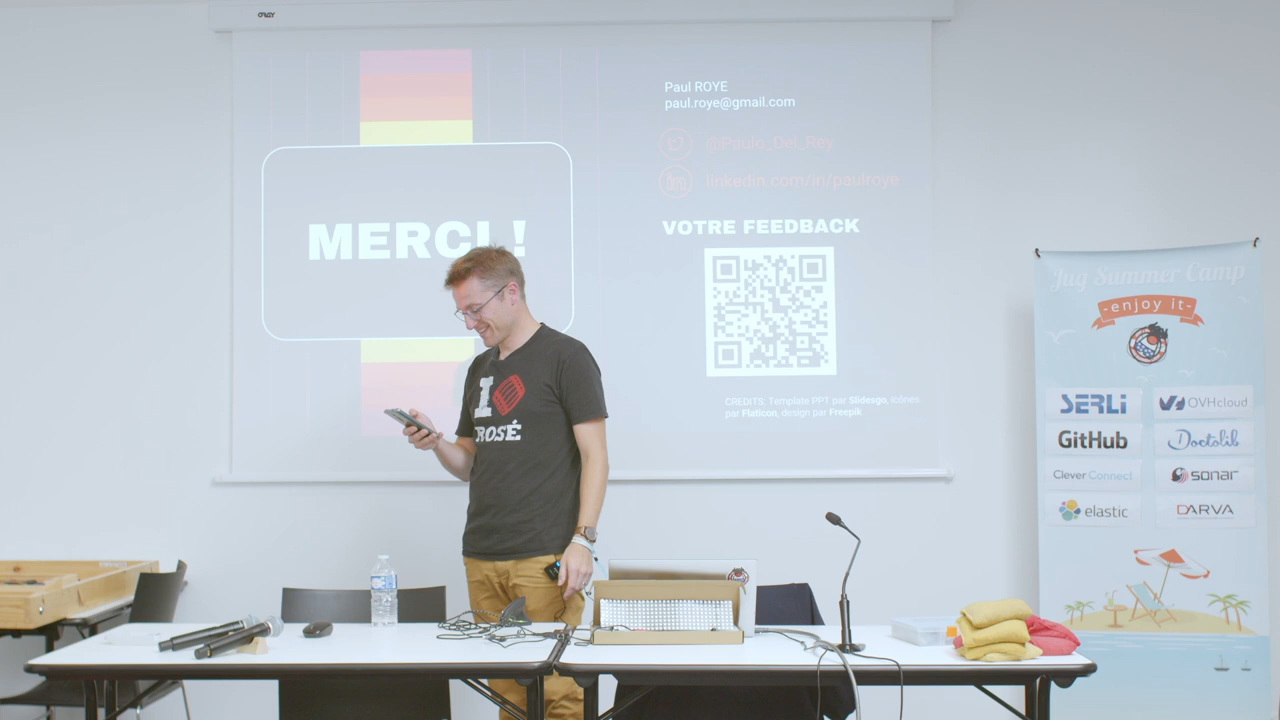 ORAY
MERCI !
Paul ROYE
paul.roye@gmail.com
@Paulo_Del_Rey
linkedin.com/in/paulroye
VOTRE FEEDBACK
CREDITS: Template PPT par Slidesgo, icônes
par Flaticon, design par Freepik
I
ROSÉ
Jug Summer Camp
-enjoy it-
SERLI
OVHcloud
GitHub
Doctolib
Clever Connect
sonar
elastic
DARVA